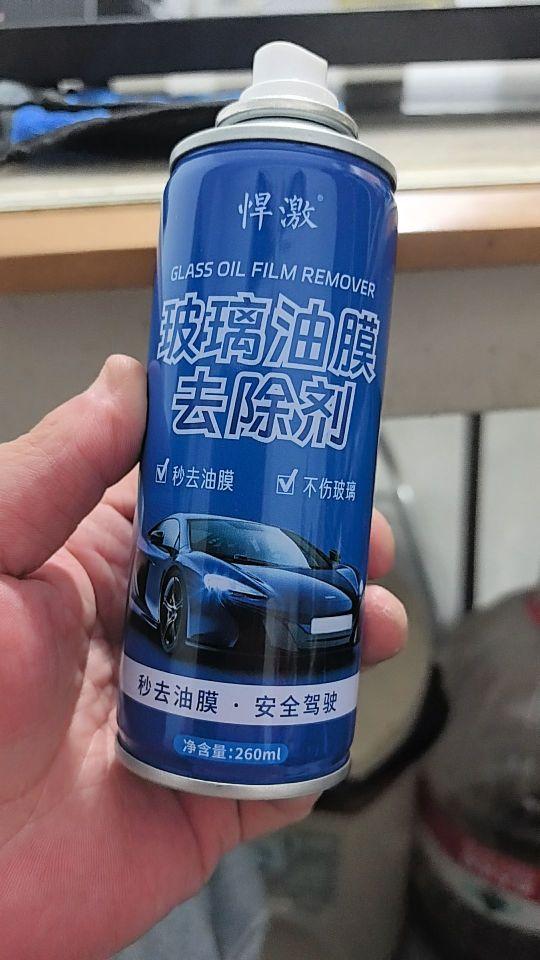 悍激®
GLASS OIL FILM REMOVER
玻璃油膜
去除剂
秒去油膜 不伤玻璃
秒去油膜 · 安全驾驶
净含量:260ml